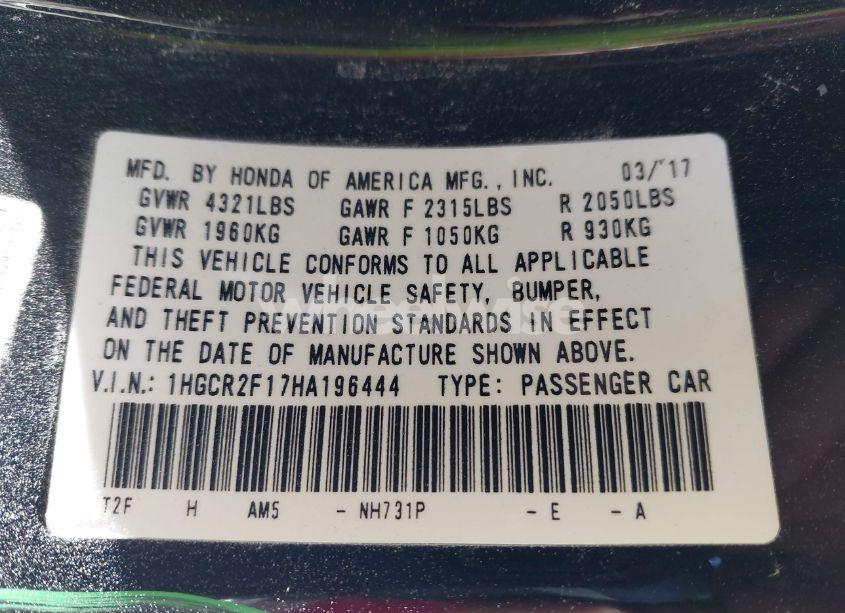 MFD. BY HONDA OF AMERICA MFG., INC. 03/'17
GVWR 4321LBS GAWR F 2315LBS R 2050LBS
GVWR 1960KG GAWR F 1050KG R 930KG
THIS VEHICLE CONFORMS TO ALL APPLICABLE
FEDERAL MOTOR VEHICLE SAFETY, BUMPER,
AND THEFT PREVENTION STANDARDS IN EFFECT
ON THE DATE OF MANUFACTURE SHOWN ABOVE.
V.I.N.: 1HGCR2F17HA196444 TYPE: PASSENGER CAR
T2F H AM5 - NH731P - E - A